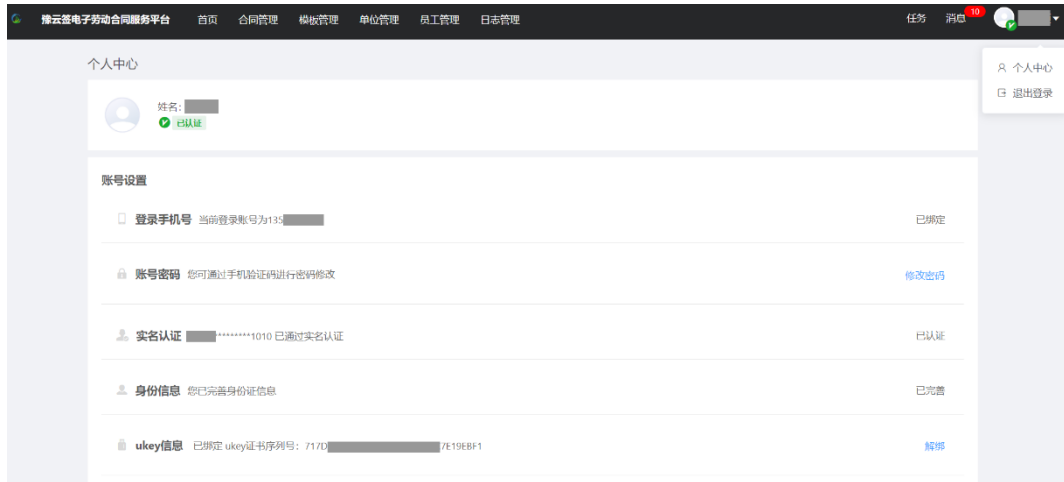 豫云签电子劳动合同服务平台 首页 合同管理 模板管理 单位管理 员工管理 日志管理 任务 消息 10
个人中心
退出登录
个人中心
姓名:
已认证
账号设置
登录手机号 当前登录账号为135 已绑定
账号密码 您可通过手机验证码进行密码修改 修改密码
实名认证 *********1010 已通过实名认证 已认证
身份信息 您已完善身份证信息 已完善
ukey信息 已绑定 ukey证书序列号：717D 7E19EBF1 解绑